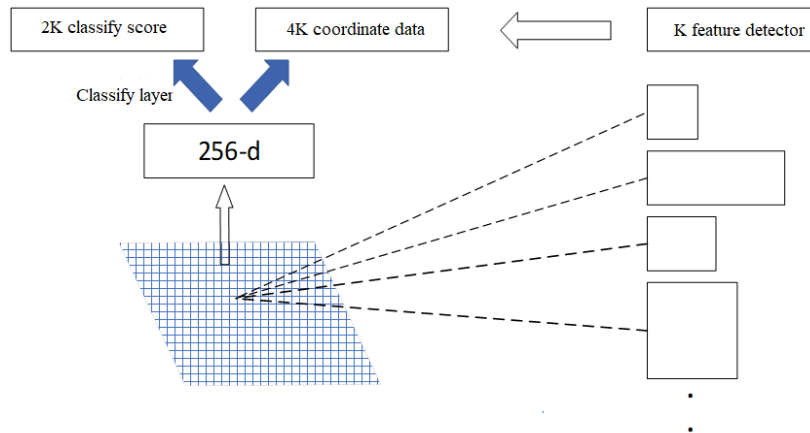 2K classify score
4K coordinate data
K feature detector
Classify layer
256-d